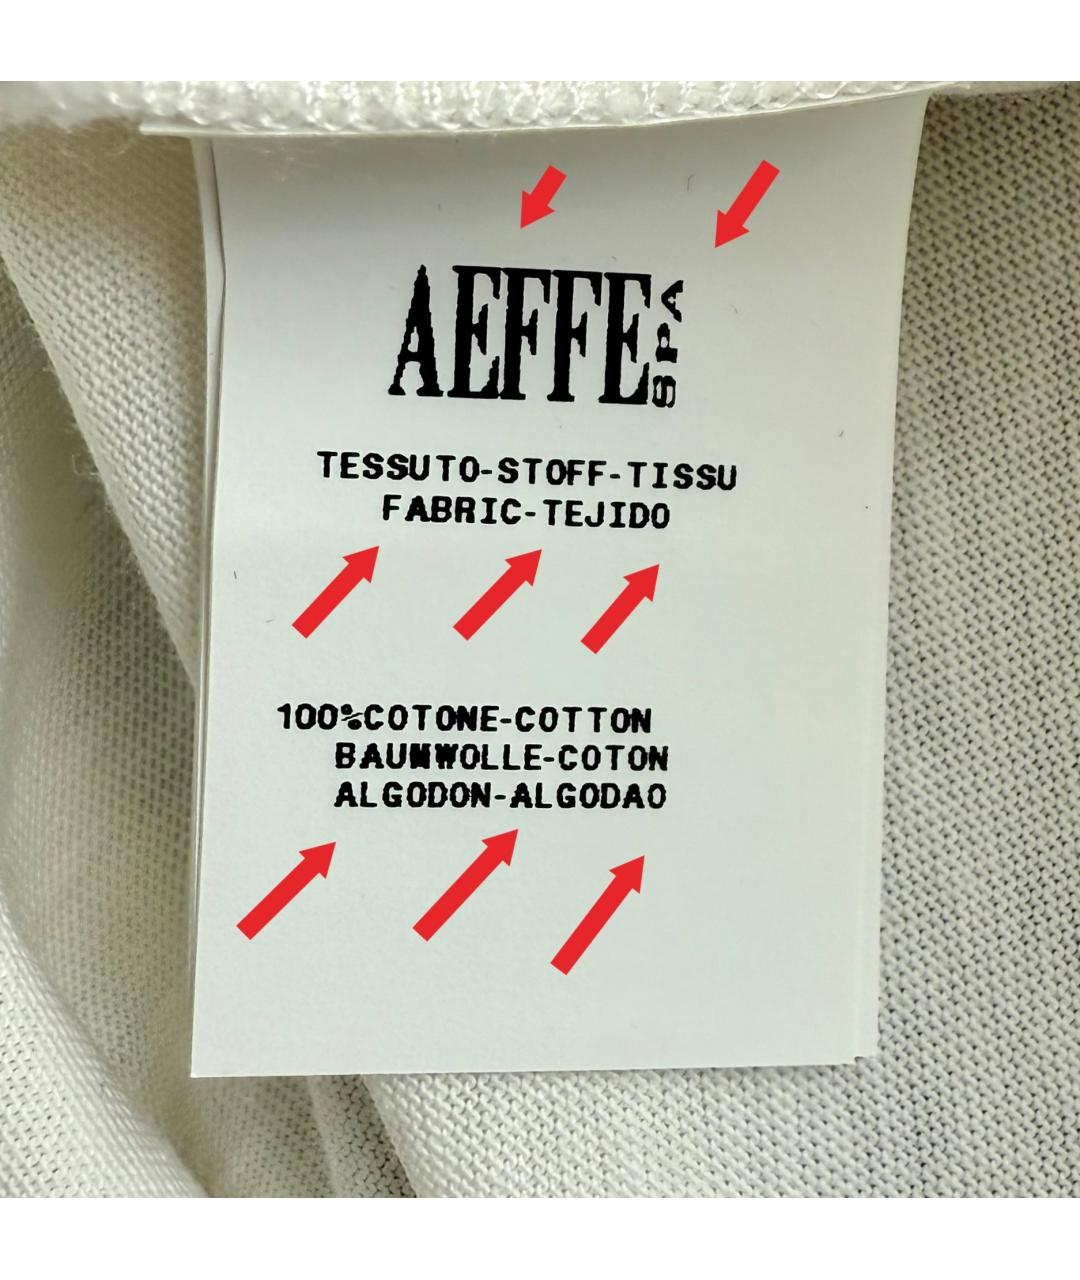 AEFFE SPA
TESSUTO-STOFF-TISSU
FABRIC-TEJIDO
100%COTONE-COTTON
BAUMWOLLE-COTON
ALGODON-ALGODAO